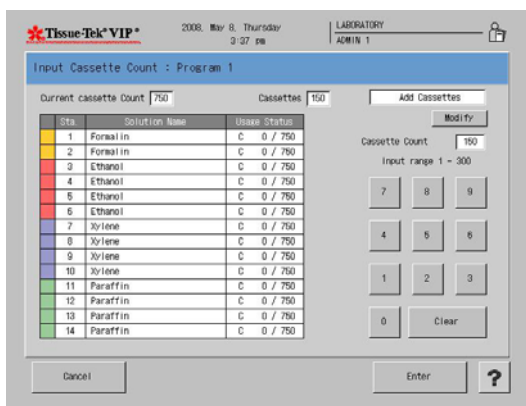 Tissue-Tek® VIP®
2008. May 8. Thursday
3:37 pm
LABORATORY
ADMIN 1
Input Cassette Count : Program 1
Current cassette Count 750
Cassettes 150
Add Cassettes
Modify
Cassette Count 150
Input range 1 - 300
Sta. Solution Name Usage Status
1 Formalin C 0 / 750
2 Formalin C 0 / 750
3 Ethanol C 0 / 750
4 Ethanol C 0 / 750
5 Ethanol C 0 / 750
6 Ethanol C 0 / 750
7 Xylene C 0 / 750
8 Xylene C 0 / 750
9 Xylene C 0 / 750
10 Xylene C 0 / 750
11 Paraffin C 0 / 750
12 Paraffin C 0 / 750
13 Paraffin C 0 / 750
14 Paraffin C 0 / 750
7 8 9
4 5 6
1 2 3
0 Clear
Cancel
Enter
?